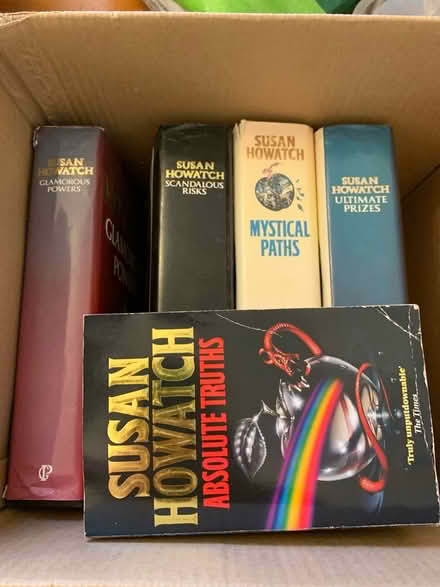 SUSAN
HOWATCH
GLAMOROUS
POWERS
SUSAN
HOWATCH
SCANDALOUS
RISKS
SUSAN
HOWATCH
MYSTICAL
PATHS
SUSAN
HOWATCH
ULTIMATE
PRIZES
SUSAN
HOWATCH
ABSOLUTE TRUTHS
'Truly unputdownable'
The Times